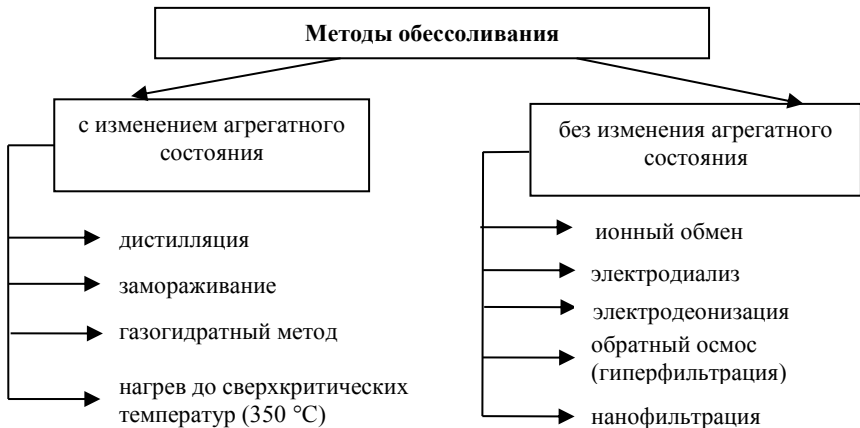 Методы обессоливания
с изменением агрегатного
состояния
дистилляция
замораживание
газогидратный метод
нагрев до сверхкритических
температур (350 °С)
без изменения агрегатного
состояния
ионный обмен
электродиализ
электродеонизация
обратный осмос
(гиперфильтрация)
нанофильтрация